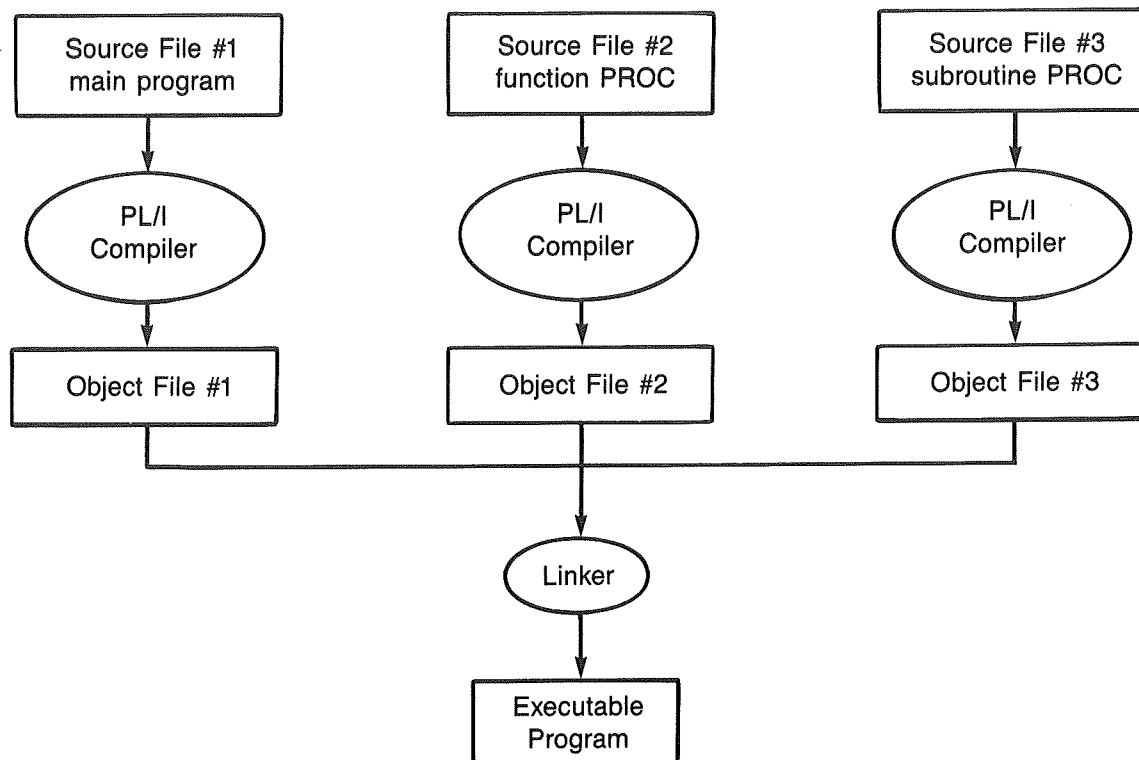 Source File #1
main program
Source File #2
function PROC
Source File #3
subroutine PROC
PL/I
Compiler
PL/I
Compiler
PL/I
Compiler
Object File #1
Object File #2
Object File #3
Linker
Executable
Program